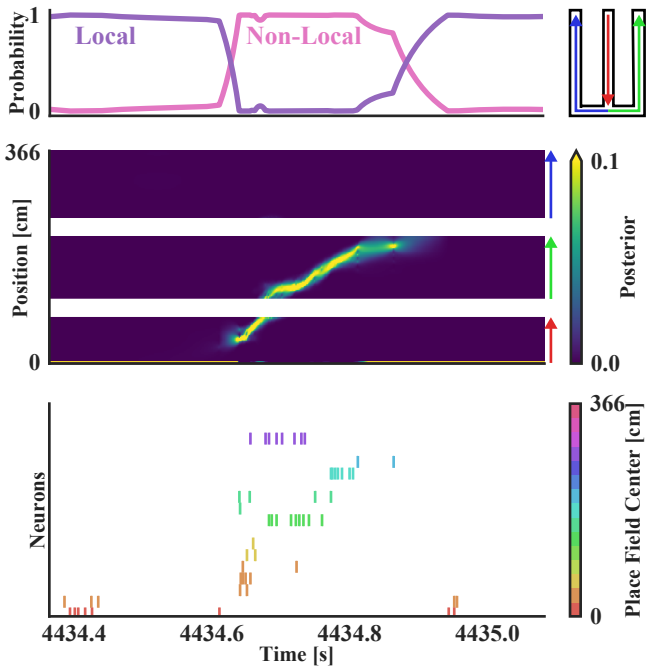 Probability
1
0
Local
Non-Local
Position [cm]
366
0
0.1
0.0
Posterior
Neurons
366
0
Place Field Center [cm]
4434.4
4434.6
4434.8
4435.0
Time [s]